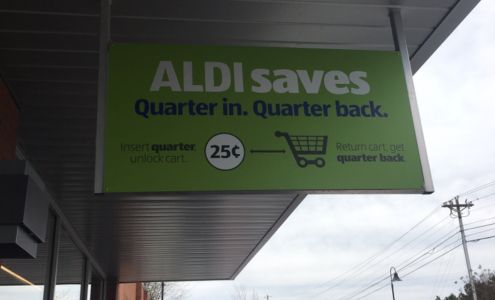 ALDI saves
Quarter in. Quarter back.
Insert quarter, unlock cart.
25¢
Return cart, get quarter back.